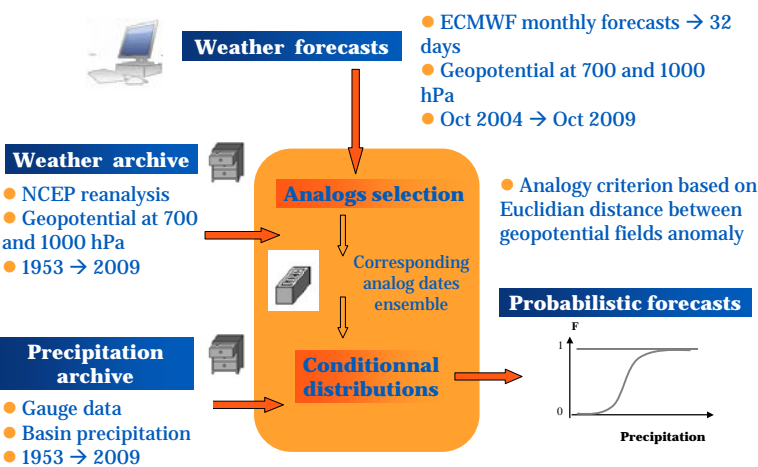 Weather forecasts
● ECMWF monthly forecasts → 32
days
● Geopotential at 700 and 1000
hPa
● Oct 2004 → Oct 2009
Weather archive
● NCEP reanalysis
● Geopotential at 700
and 1000 hPa
● 1953 → 2009
Analogs selection
● Analogy criterion based on
Euclidian distance between
geopotential fields anomaly
Corresponding
analog dates
ensemble
Probabilistic forecasts
Precipitation
archive
● Gauge data
● Basin precipitation
● 1953 → 2009
Conditionnal
distributions
F
1
0
Precipitation